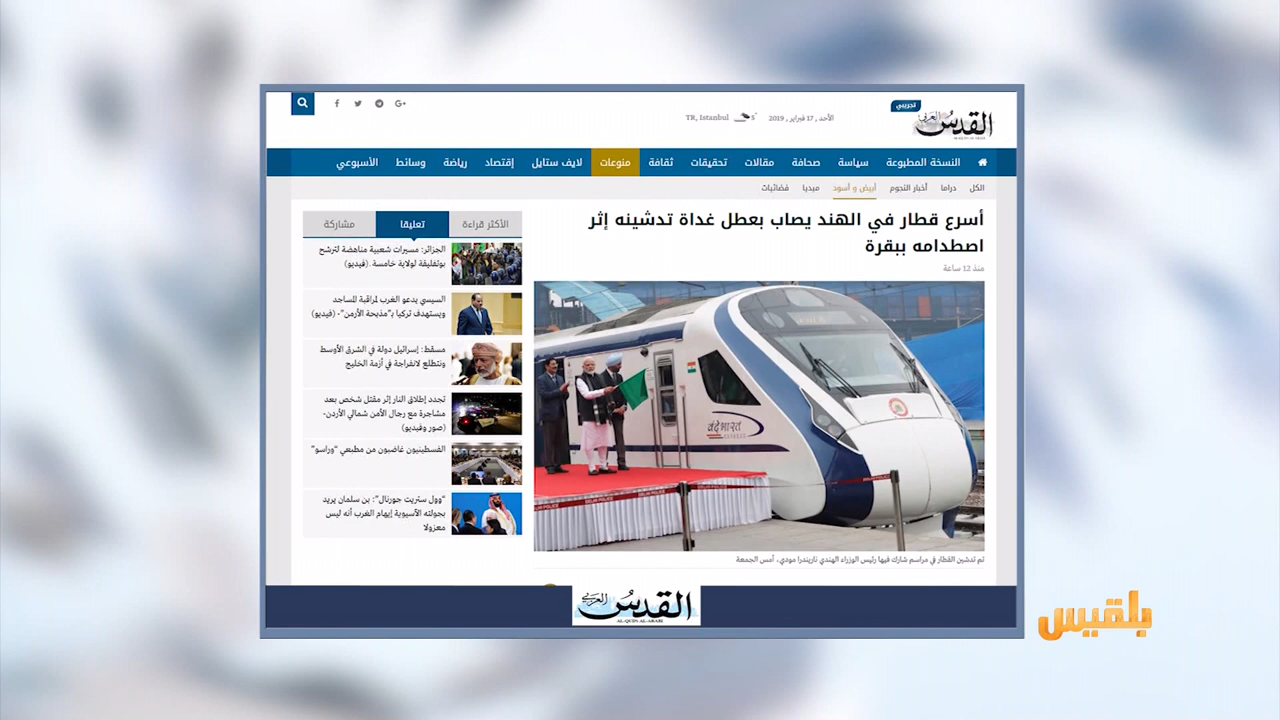 تجريبي
القدس العربي
الأحد, 17 فبراير, 2019
TR, Istanbul 5°
النسخة المطبوعة سياسة صحافة مقالات تحقيقات ثقافة منوعات لايف ستايل إقتصاد رياضة وسائط الأسبوعي
الكل دراما أخبار النجوم أبيض و أسود ميديا فضائيات
أسرع قطار في الهند يصاب بعطل غداة تدشينه إثر
اصطدامه ببقرة
منذ 12 ساعة
वंदे भारत
EXPRESS
DELHI POLICE
تم تدشين القطار في مراسم شارك فيها رئيس الوزراء الهندي ناريندرا مودي، أمس الجمعة
الأكثر قراءة تعليقا مشاركة
الجزائر: مسيرات شعبية مناهضة لترشح
بوتفليقة لولاية خامسة. (فيديو)
السيسي يدعو الغرب لمراقبة المساجد
ويستهدف تركيا بـ"مذبحة الأرمن"- (فيديو)
مسقط: إسرائيل دولة في الشرق الأوسط
ونتطلع لانفراجة في أزمة الخليج
تجدد إطلاق النار إثر مقتل شخص بعد
مشاجرة مع رجال الأمن شمالي الأردن-
(صور وفيديو)
الفلسطينيون غاضبون من مطبعي "وراسو"
"وول ستريت جورنال": بن سلمان يريد
بجولته الآسيوية إيهام الغرب أنه ليس
معزولا
القدس العربي
AL-QUDS AL-ARABI
بلقيس